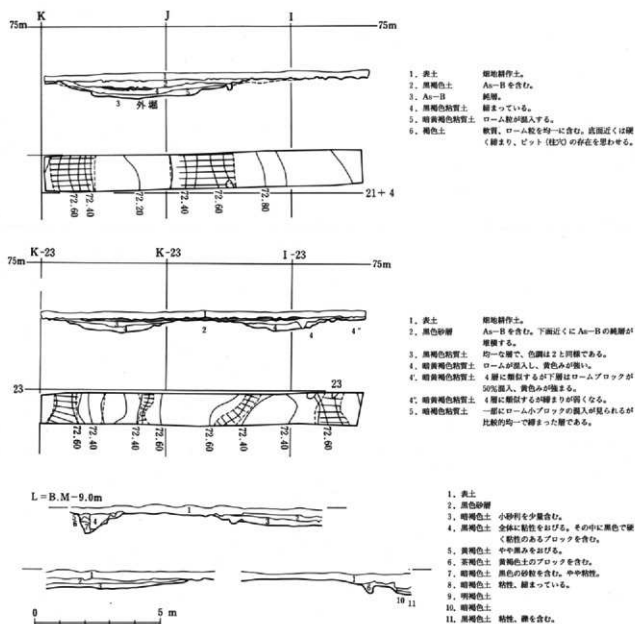 K J I
75m 75m
3 外堀
21+4
72.60
72.40
72.20
72.40
72.60
72.80
1. 表土 畑地耕作土。
2. 黒褐色土 As-Bを含む。
3. As-B 純層。
4. 黒褐色粘質土 締まっている。
5. 暗黄褐色粘質土 ローム粒が混入する。
6. 褐色土 軟質、ローム粒を均一に含む。底面近くは硬
く締まり、ピット(柱穴)の存在を思わせる。
K-23 K-23 I-23
75m 75m
2 4 4″
23 23
72.60
72.40
72.40
72.40
72.60
72.40
72.60
1. 表土 畑地耕作土。
2. 黒色砂層 As-Bを含む。下面近くにAs-Bの純層が
堆積する。
3. 黒褐色粘質土 均一な層で、色調は2と同様である。
4. 暗黄褐色粘質土 ロームが混入し、黄色みが強い。
4′. 暗黄褐色粘質土 4層に類似するが下層はロームブロックが
50%混入、黄色みが強まる。
4″. 暗黄褐色粘質土 4層に類似するが締まりが弱くなる。
5. 暗褐色粘質土 一部にローム小ブロックの混入が見られるが
比較的均一で締まった層である。
L=B.M-9.0m
1
4
10 11
0 5 m
1. 表土
2. 黒色砂層
3. 暗褐色土 小砂利を少量含む。
4. 黒褐色土 全体に粘性をおびる。その中に黒色で硬
く粘性のあるブロックを含む。
5. 黄褐色土 やや黒みをおびる。
6. 茶褐色土 黄褐色土のブロックを含む。
7. 暗褐色土 黒色の砂粒を含む。やや粘性。
8. 暗褐色土 粘性、締まっている。
9. 明褐色土
10. 暗褐色土
11. 黒褐色土 粘性、礫を含む。